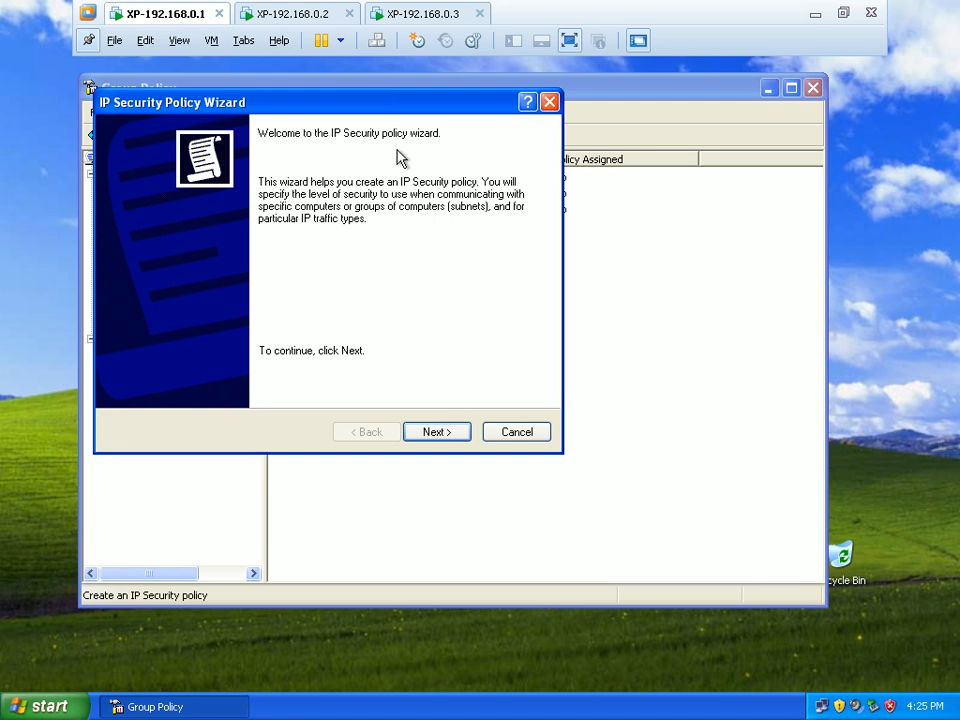 XP-192.168.0.1
XP-192.168.0.2
XP-192.168.0.3
File Edit View VM Tabs Help
IP Security Policy Wizard
Welcome to the IP Security policy wizard.
This wizard helps you create an IP Security policy. You will
specify the level of security to use when communicating with
specific computers or groups of computers (subnets), and for
particular IP traffic types.
To continue, click Next.
< Back Next > Cancel
licy Assigned
Create an IP Security policy
cycle Bin
start
Group Policy
4:25 PM